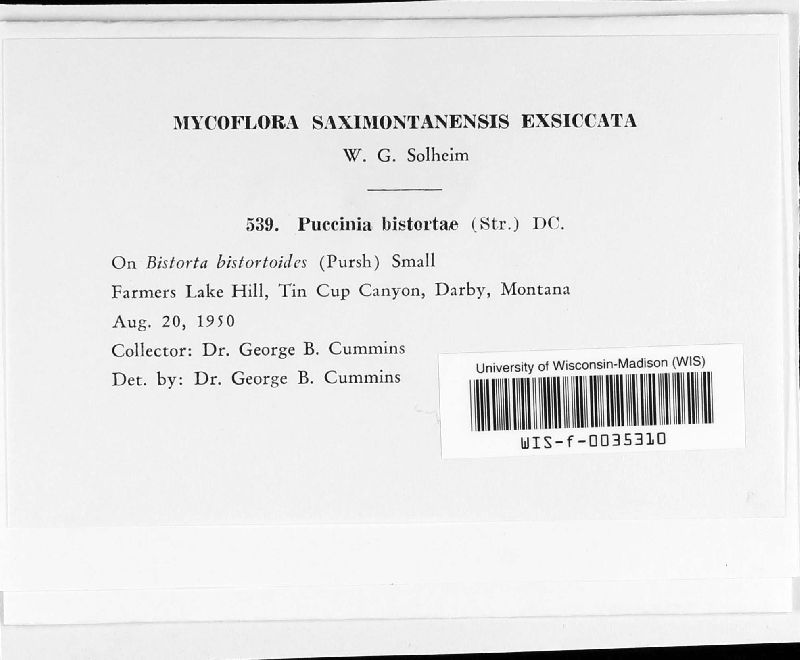 MYCOFLORA SAXIMONTANENSIS EXSICCATA
W. G. Solheim
539. Puccinia bistortae (Str.) DC.
On Bistorta bistortoides (Pursh) Small
Farmers Lake Hill, Tin Cup Canyon, Darby, Montana
Aug. 20, 1950
Collector: Dr. George B. Cummins
Det. by: Dr. George B. Cummins
University of Wisconsin-Madison (WIS)
WIS-f-0035310